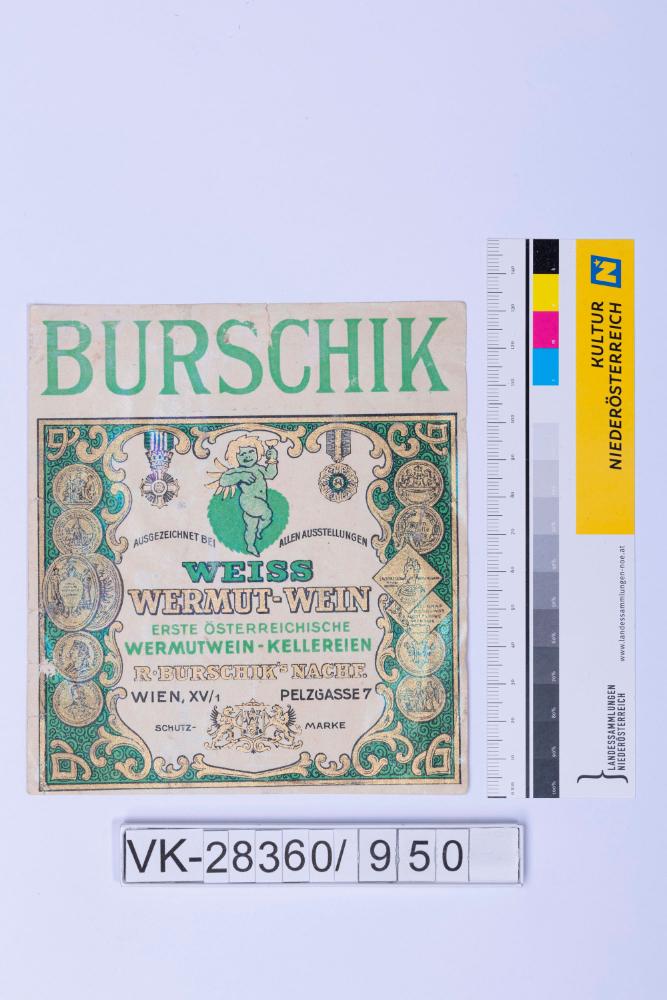 BURSCHIK
AUSGEZEICHNET BEI ALLEN AUSSTELLUNGEN
WEISS
WERMUT-WEIN
ERSTE ÖSTERREICHISCHE
WERMUTWEIN-KELLEREIEN
R·BURSCHIK'S NACHF.
WIEN, XV/1 PELZGASSE 7
SCHUTZ- MARKE
KULTUR
NIEDERÖSTERREICH
www.landessammlungen-noe.at
LANDESSAMMLUNGEN
NIEDERÖSTERREICH
VK-28360/ 950